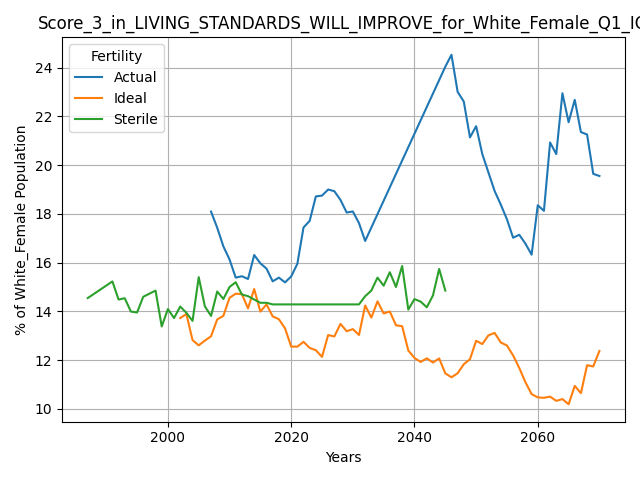 Score_3_in_LIVING_STANDARDS_WILL_IMPROVE_for_White_Female_Q1_IC
Fertility
Actual
Ideal
Sterile
% of White_Female Population
24
22
20
18
16
14
12
10
2000 2020 2040 2060
Years